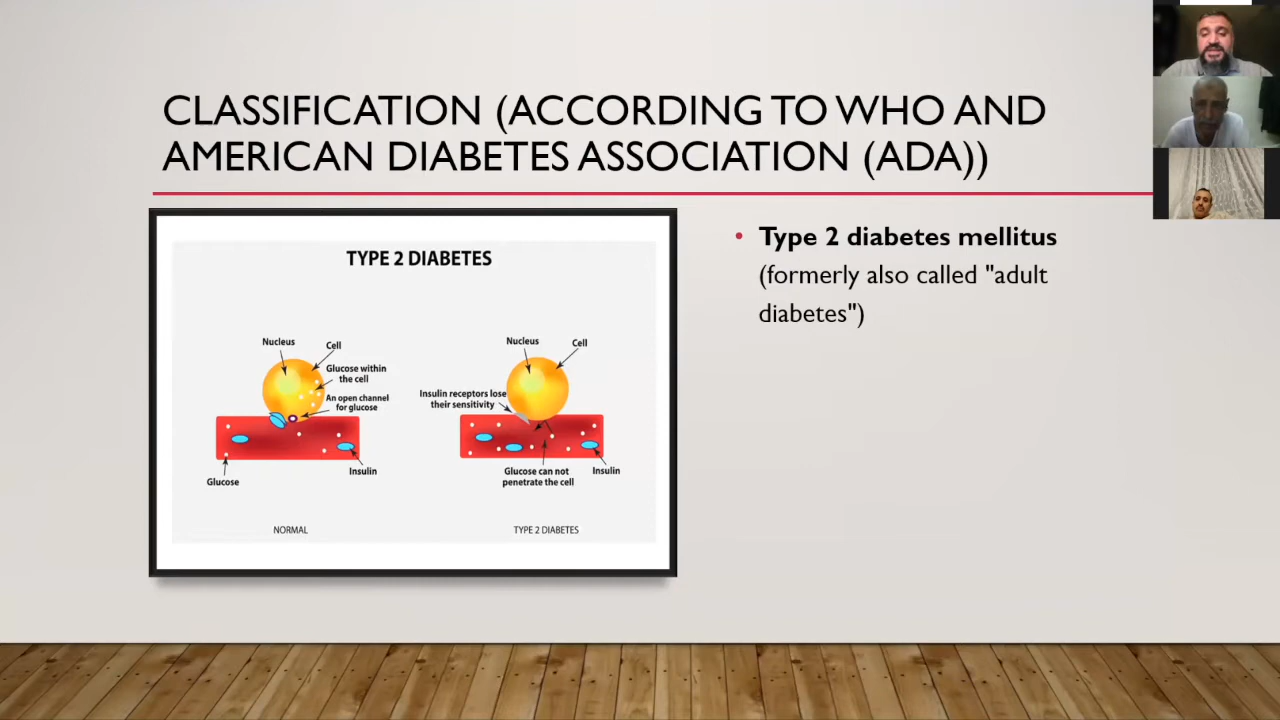 CLASSIFICATION (ACCORDING TO WHO AND
AMERICAN DIABETES ASSOCIATION (ADA))
TYPE 2 DIABETES
Nucleus
Cell
Glucose within
the cell
An open channel
for glucose
Glucose
Insulin
NORMAL
Nucleus
Cell
Insulin receptors lose
their sensitivity
Glucose can not
penetrate the cell
Insulin
TYPE 2 DIABETES
• Type 2 diabetes mellitus
(formerly also called "adult
diabetes")